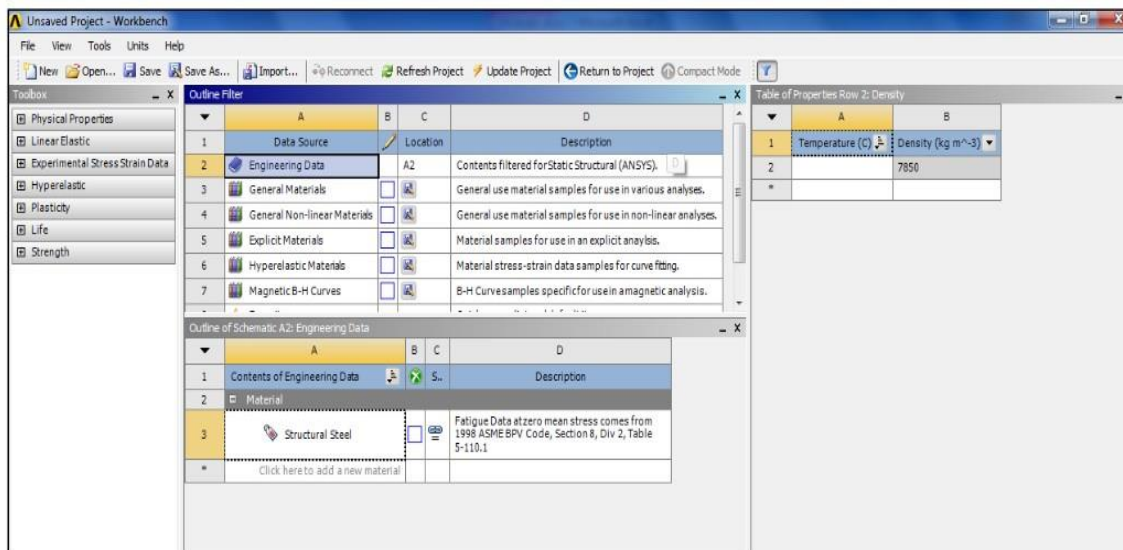 Unsaved Project - Workbench
File View Tools Units Help
New Open... Save Save As... Import... Reconnect Refresh Project Update Project Return to Project Compact Mode
Toolbox
Physical Properties
Linear Elastic
Experimental Stress Strain Data
Hyperelastic
Plasticity
Life
Strength
Outline Filter
A B C D
1 Data Source Location Description
2 Engineering Data A2 Contents filtered for Static Structural (ANSYS). D
3 General Materials General use material samples for use in various analyses.
4 General Non-linear Materials General use material samples for use in non-linear analyses.
5 Explicit Materials Material samples for use in an explicit anaylsis.
6 Hyperelastic Materials Material stress-strain data samples for curve fitting.
7 Magnetic B-H Curves B-H Curve samples specific for use in a magnetic analysis.
Outline of Schematic A2: Engineering Data
A B C D
1 Contents of Engineering Data S.. Description
2 Material
3 Structural Steel Fatigue Data at zero mean stress comes from
1998 ASME BPV Code, Section 8, Div 2, Table
5-110.1
* Click here to add a new material
Table of Properties Row 2: Density
A B
1 Temperature (C) Density (kg m^-3)
2 7850
*